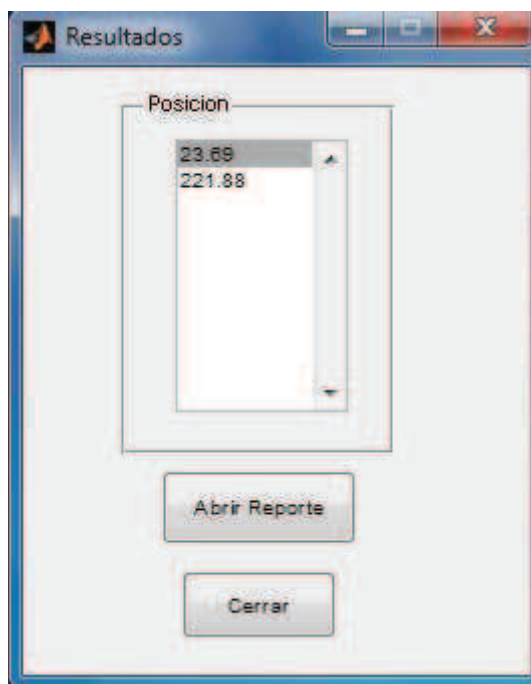 Resultados
Posicion
23.69
221.88
Abrir Reporte
Cerrar